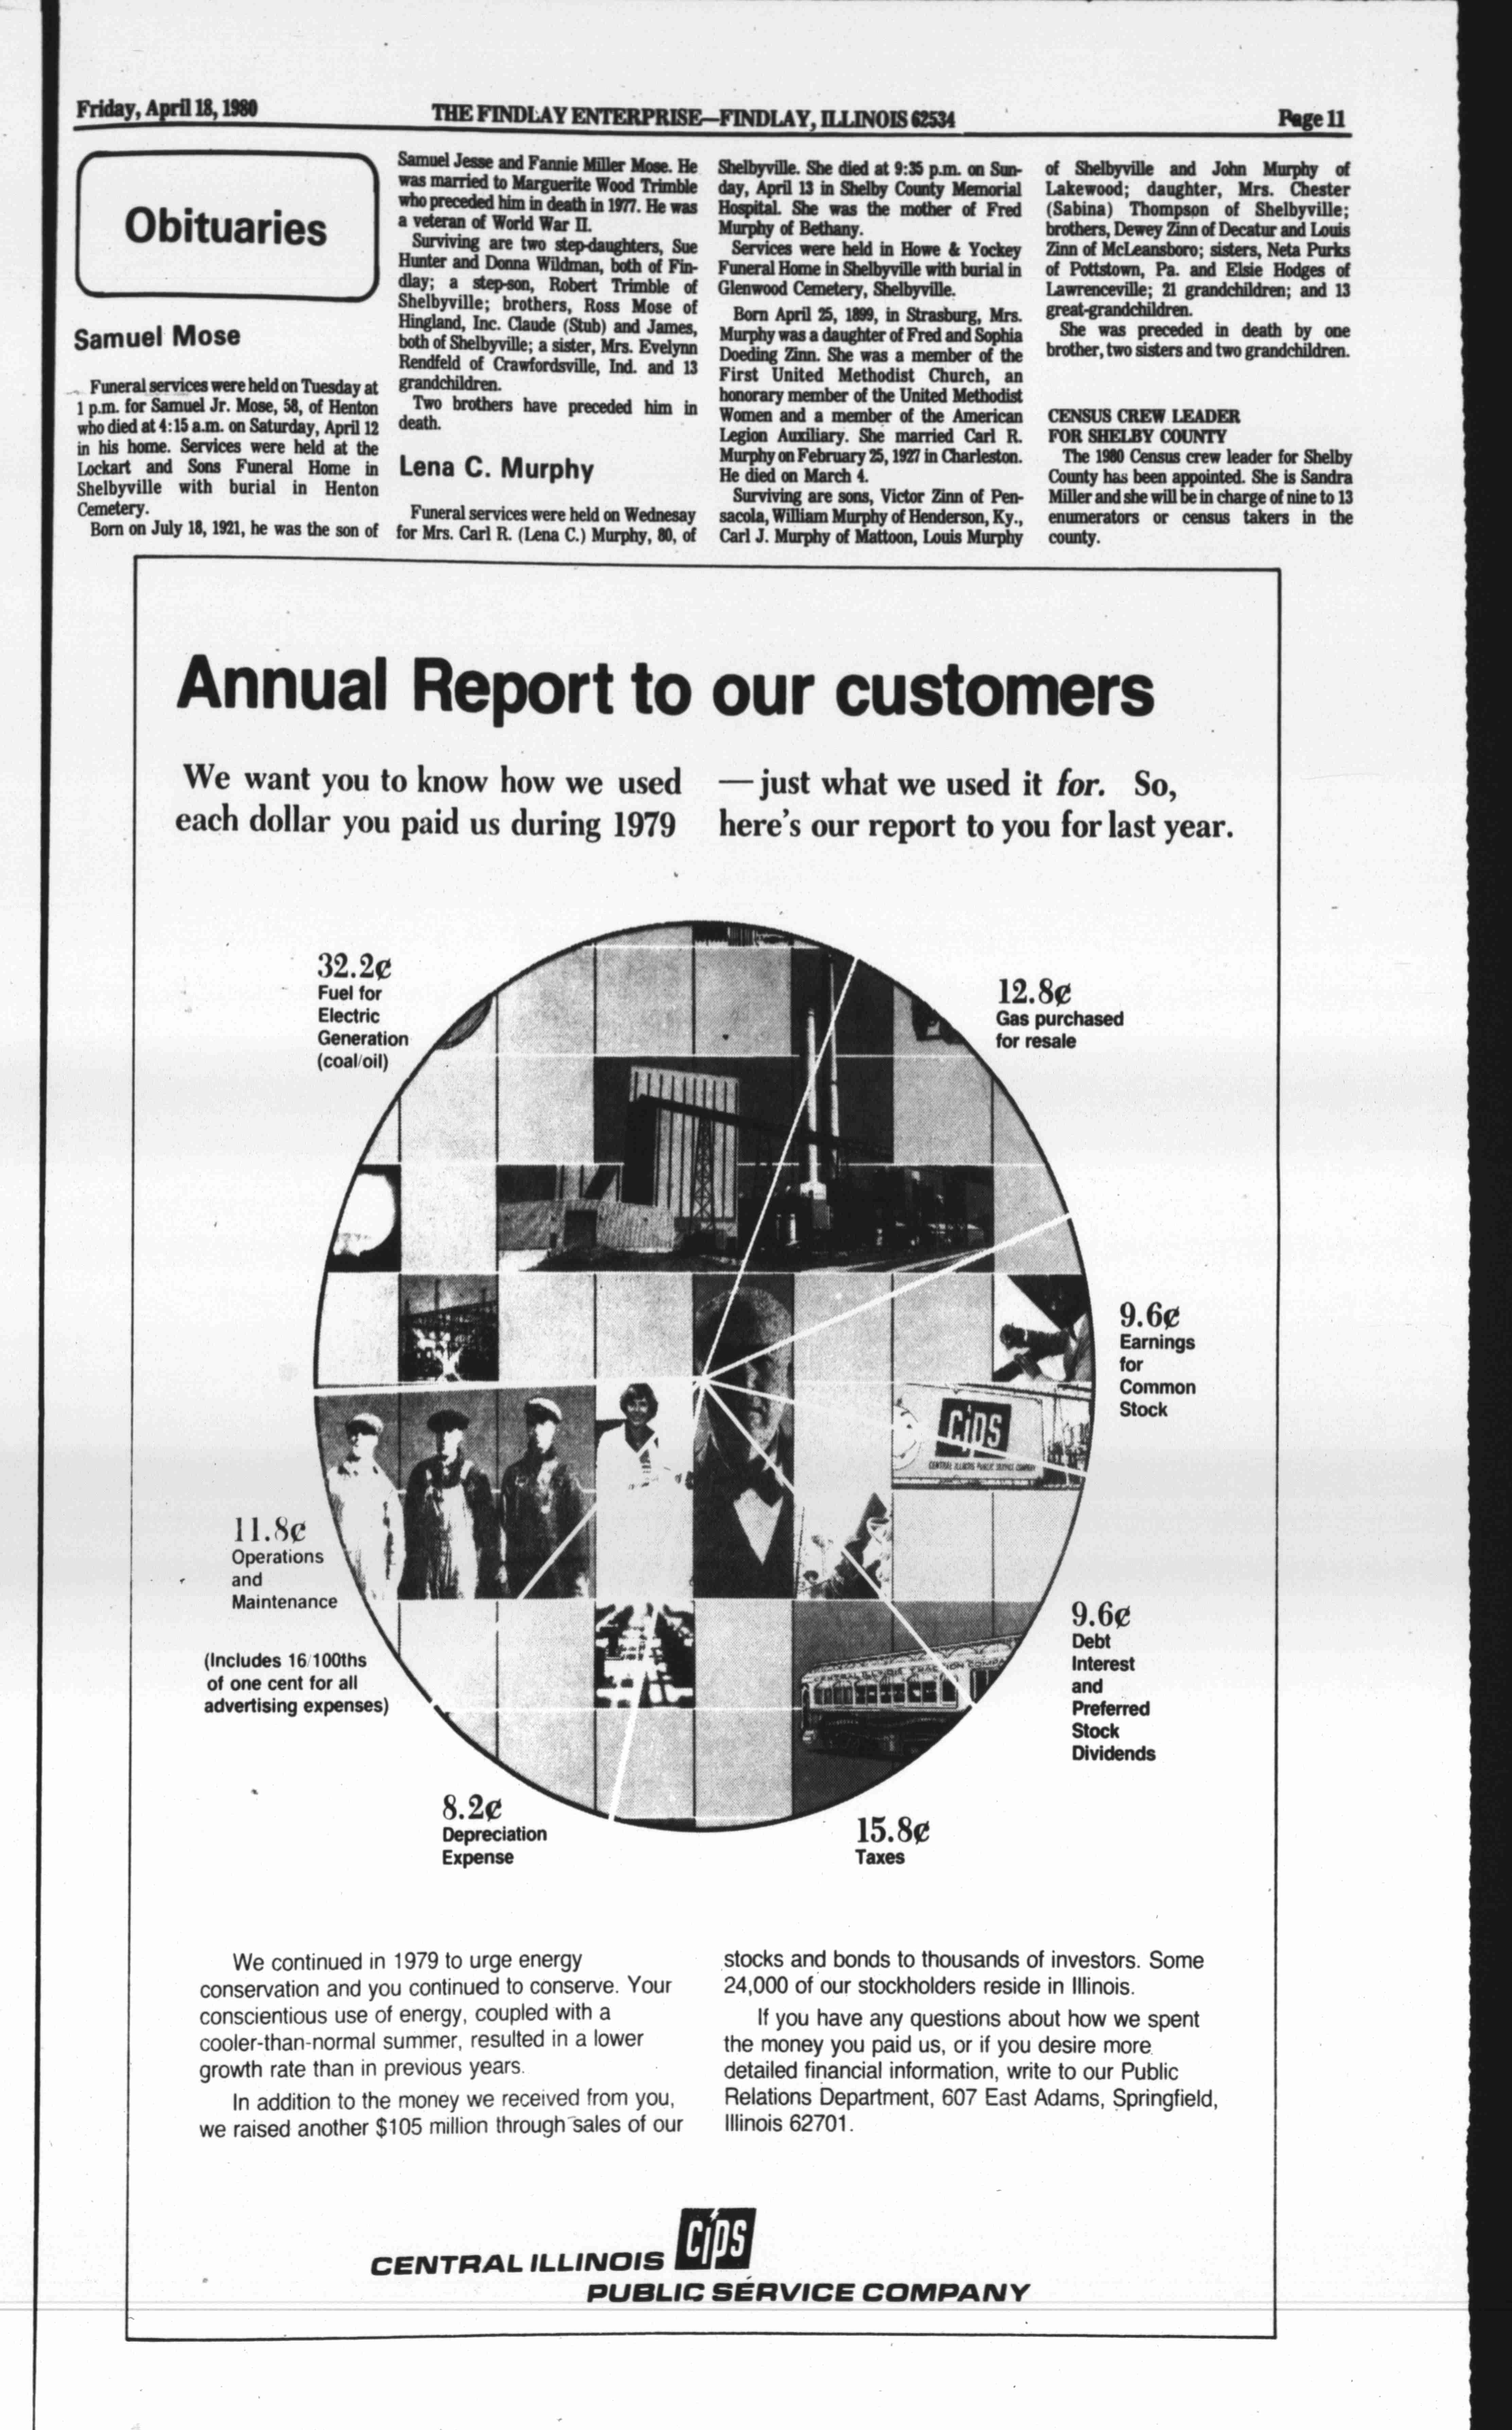 Friday, April 18, 1980
THE FINDLAY ENTERPRISE—FINDLAY, ILLINOIS 62534
Page 11
Obituaries
Samuel Mose
Funeral services were held on Tuesday at
1 p.m. for Samuel Jr. Mose, 58, of Henton
who died at 4:15 a.m. on Saturday, April 12
in his home. Services were held at the
Lockart and Sons Funeral Home in
Shelbyville with burial in Henton
Cemetery.
Born on July 18, 1921, he was the son of
Samuel Jesse and Fannie Miller Mose. He
was married to Marguerite Wood Trimble
who preceded him in death in 1977. He was
a veteran of World War II.
Surviving are two step-daughters, Sue
Hunter and Donna Wildman, both of Fin-
dlay; a step-son, Robert Trimble of
Shelbyville; brothers, Ross Mose of
Hingland, Inc. Claude (Stub) and James,
both of Shelbyville; a sister, Mrs. Evelynn
Rendfeld of Crawfordsville, Ind. and 13
grandchildren.
Two brothers have preceded him in
death.
Lena C. Murphy
Funeral services were held on Wednesay
for Mrs. Carl R. (Lena C.) Murphy, 80, of
Shelbyville. She died at 9:35 p.m. on Sun-
day, April 13 in Shelby County Memorial
Hospital. She was the mother of Fred
Murphy of Bethany.
Services were held in Howe & Yockey
Funeral Home in Shelbyville with burial in
Glenwood Cemetery, Shelbyville.
Born April 25, 1899, in Strasburg, Mrs.
Murphy was a daughter of Fred and Sophia
Doeding Zinn. She was a member of the
First United Methodist Church, an
honorary member of the United Methodist
Women and a member of the American
Legion Auxiliary. She married Carl R.
Murphy on February 25, 1927 in Charleston.
He died on March 4.
Surviving are sons, Victor Zinn of Pen-
sacola, William Murphy of Henderson, Ky.,
Carl J. Murphy of Mattoon, Louis Murphy
of Shelbyville and John Murphy of
Lakewood; daughter, Mrs. Chester
(Sabina) Thompson of Shelbyville;
brothers, Dewey Zinn of Decatur and Louis
Zinn of McLeansboro; sisters, Neta Purks
of Pottstown, Pa. and Elsie Hodges of
Lawrenceville; 21 grandchildren; and 13
great-grandchildren.
She was preceded in death by one
brother, two sisters and two grandchildren.
CENSUS CREW LEADER
FOR SHELBY COUNTY
The 1980 Census crew leader for Shelby
County has been appointed. She is Sandra
Miller and she will be in charge of nine to 13
enumerators or census takers in the
county.
Annual Report to our customers
We want you to know how we used
each dollar you paid us during 1979
—just what we used it for. So,
here's our report to you for last year.
32.2¢
Fuel for
Electric
Generation
(coal/oil)
12.8¢
Gas purchased
for resale
9.6¢
Earnings
for
Common
Stock
CIPS
CENTRAL ILLINOIS PUBLIC SERVICE COMPANY
11.8¢
Operations
and
Maintenance
(Includes 16/100ths
of one cent for all
advertising expenses)
9.6¢
Debt
Interest
and
Preferred
Stock
Dividends
CENTRAL ILLINOIS TRACTION COMPA
8.2¢
Depreciation
Expense
15.8¢
Taxes
We continued in 1979 to urge energy
conservation and you continued to conserve. Your
conscientious use of energy, coupled with a
cooler-than-normal summer, resulted in a lower
growth rate than in previous years.
In addition to the money we received from you,
we raised another $105 million through sales of our
stocks and bonds to thousands of investors. Some
24,000 of our stockholders reside in Illinois.
If you have any questions about how we spent
the money you paid us, or if you desire more
detailed financial information, write to our Public
Relations Department, 607 East Adams, Springfield,
Illinois 62701.
CENTRAL ILLINOIS CIPS
PUBLIC SERVICE COMPANY